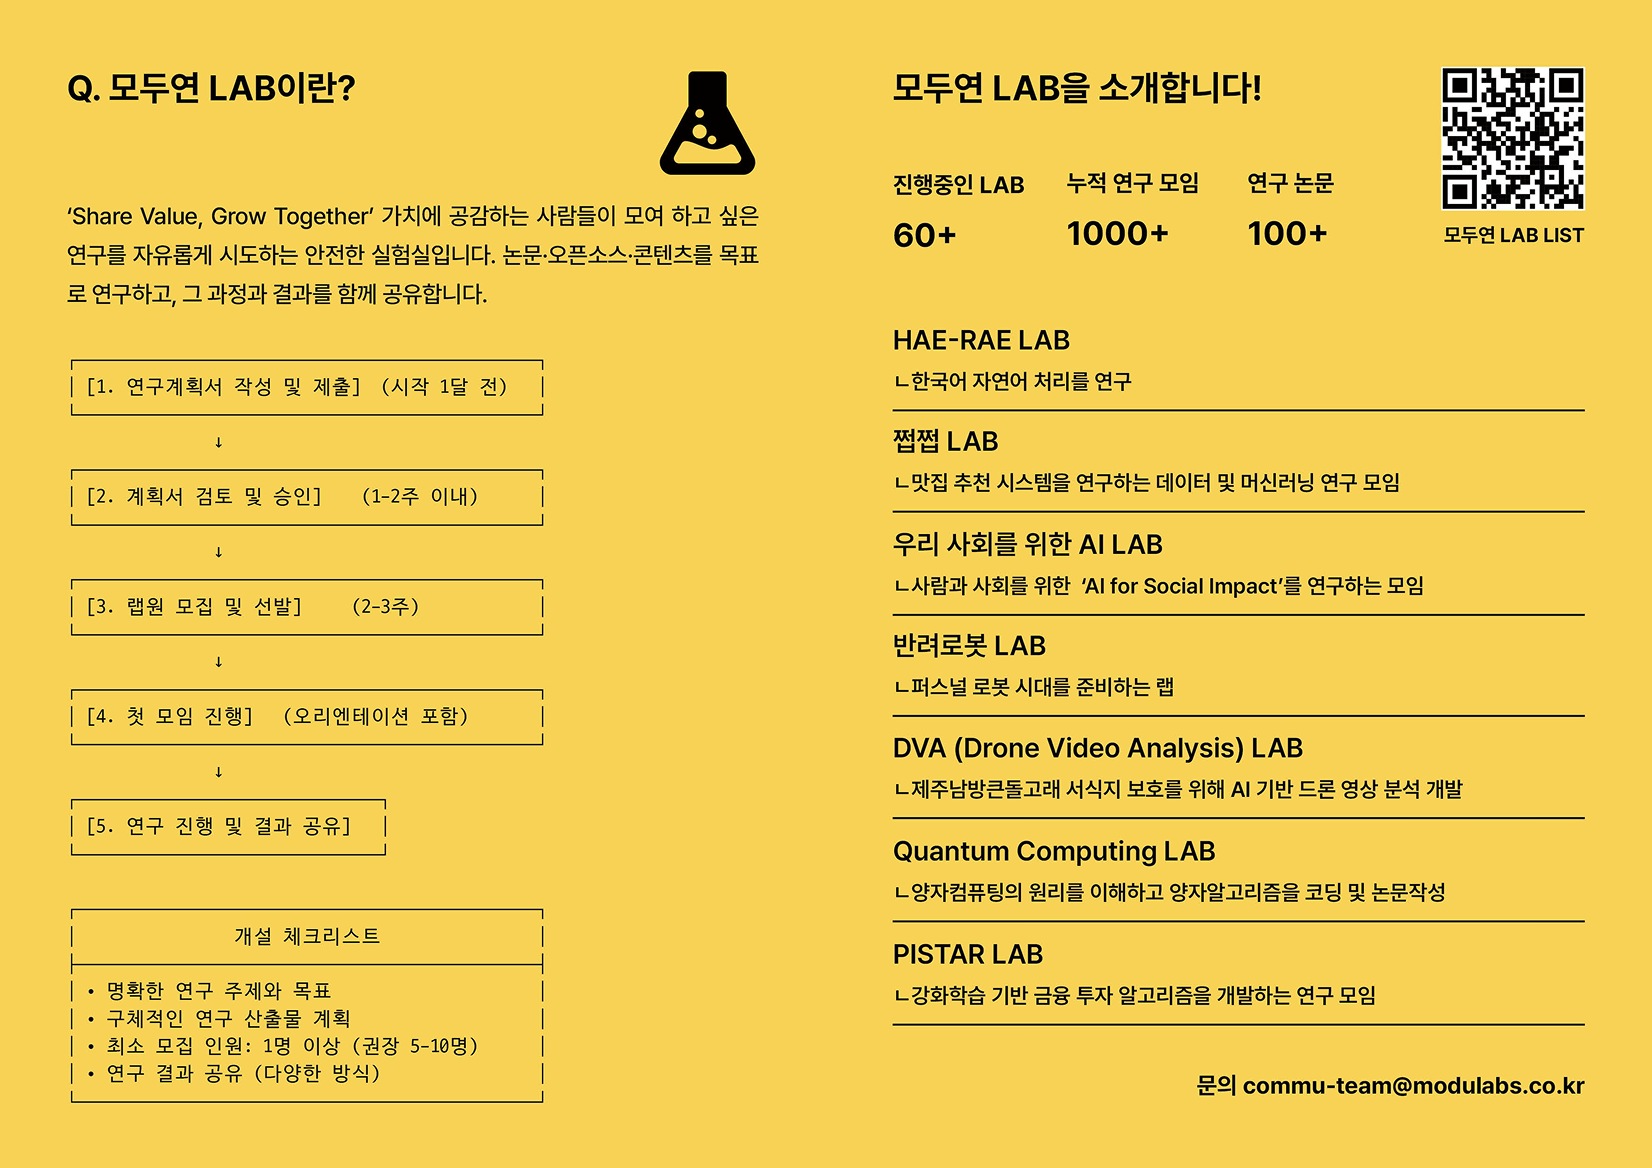 Q. 모두연 LAB이란?
‘Share Value, Grow Together’ 가치에 공감하는 사람들이 모여 하고 싶은
연구를 자유롭게 시도하는 안전한 실험실입니다. 논문·오픈소스·콘텐츠를 목표
로 연구하고, 그 과정과 결과를 함께 공유합니다.
[1. 연구계획서 작성 및 제출] (시작 1달 전)
↓
[2. 계획서 검토 및 승인] (1-2주 이내)
↓
[3. 랩원 모집 및 선발] (2-3주)
↓
[4. 첫 모임 진행] (오리엔테이션 포함)
↓
[5. 연구 진행 및 결과 공유]
개설 체크리스트
• 명확한 연구 주제와 목표
• 구체적인 연구 산출물 계획
• 최소 모집 인원: 1명 이상 (권장 5-10명)
• 연구 결과 공유 (다양한 방식)
모두연 LAB을 소개합니다!
진행중인 LAB 누적 연구 모임 연구 논문
60+ 1000+ 100+
모두연 LAB LIST
HAE-RAE LAB
ㄴ한국어 자연어 처리를 연구
쩝쩝 LAB
ㄴ맛집 추천 시스템을 연구하는 데이터 및 머신러닝 연구 모임
우리 사회를 위한 AI LAB
ㄴ사람과 사회를 위한 ‘AI for Social Impact’를 연구하는 모임
반려로봇 LAB
ㄴ퍼스널 로봇 시대를 준비하는 랩
DVA (Drone Video Analysis) LAB
ㄴ제주남방큰돌고래 서식지 보호를 위해 AI 기반 드론 영상 분석 개발
Quantum Computing LAB
ㄴ양자컴퓨팅의 원리를 이해하고 양자알고리즘을 코딩 및 논문작성
PISTAR LAB
ㄴ강화학습 기반 금융 투자 알고리즘을 개발하는 연구 모임
문의 commu-team@modulabs.co.kr